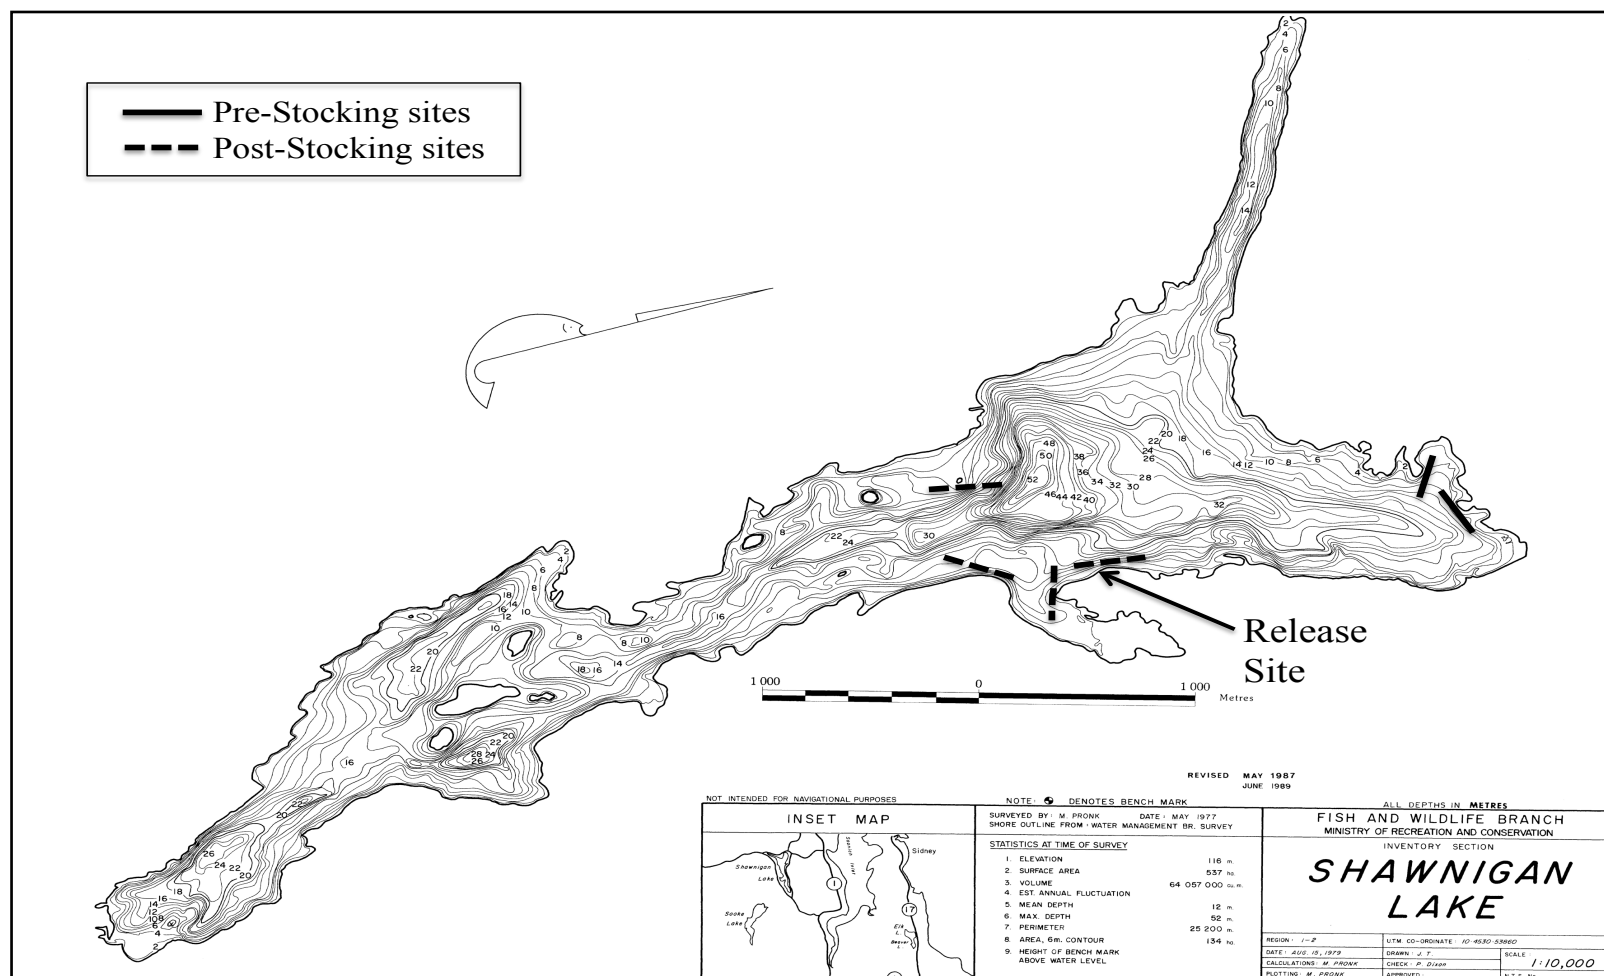 Pre-Stocking sites
Post-Stocking sites
Release
Site
1 000 0 1 000
Metres
REVISED MAY 1987
JUNE 1989
NOT INTENDED FOR NAVIGATIONAL PURPOSES
NOTE: DENOTES BENCH MARK
ALL DEPTHS IN METRES
INSET MAP
Shawnigan
Lake
Sooke
Lake
Saanich Inlet
Sidney
Elk
L.
Beaver
L.
1
17
SURVEYED BY: M. PRONK DATE: MAY 1977
SHORE OUTLINE FROM: WATER MANAGEMENT BR. SURVEY
STATISTICS AT TIME OF SURVEY
1. ELEVATION 116 m.
2. SURFACE AREA 537 ha.
3. VOLUME 64 057 000 cu. m.
4. EST. ANNUAL FLUCTUATION
5. MEAN DEPTH 12 m.
6. MAX. DEPTH 52 m.
7. PERIMETER 25 200 m.
8. AREA, 6m. CONTOUR 134 ha.
9. HEIGHT OF BENCH MARK
ABOVE WATER LEVEL
FISH AND WILDLIFE BRANCH
MINISTRY OF RECREATION AND CONSERVATION
INVENTORY SECTION
SHAWNIGAN
LAKE
REGION: 1-2 U.T.M. CO-ORDINATE: 10·4530·53860
DATE: AUG. 15, 1979 DRAWN: J. T. SCALE
CALCULATIONS: M. PRONK CHECK: P. Dixon 1:10,000
PLOTTING: M. PRONK APPROVED: N.T.S. No.